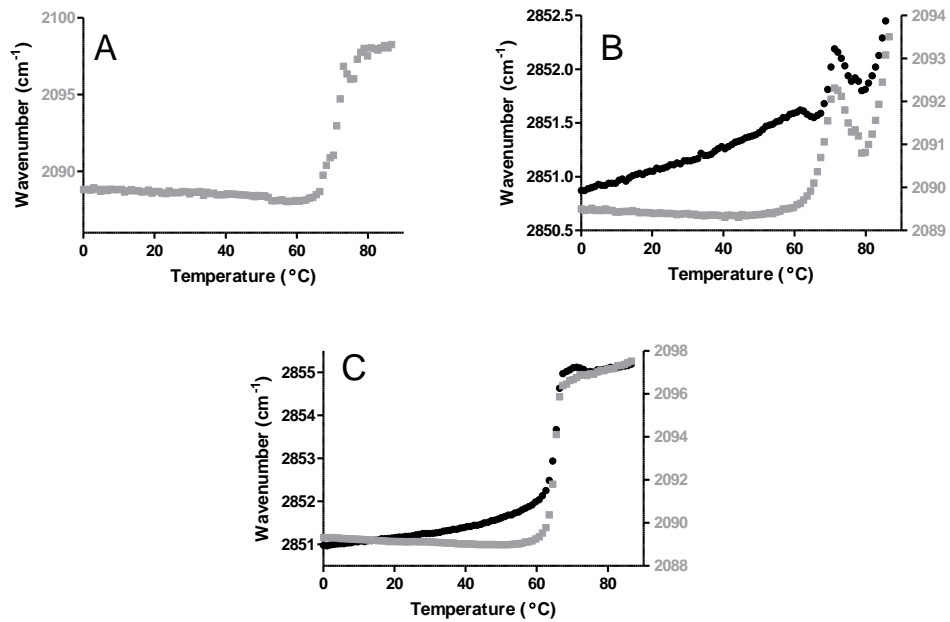 A
Wavenumber (cm-1)
2100
2095
2090
0 20 40 60 80
Temperature (°C)
B
Wavenumber (cm-1)
2852.5
2852.0
2851.5
2851.0
2850.5
2094
2093
2092
2091
2090
2089
0 20 40 60 80
Temperature (°C)
C
Wavenumber (cm-1)
2855
2854
2853
2852
2851
2098
2096
2094
2092
2090
2088
0 20 40 60 80
Temperature (°C)